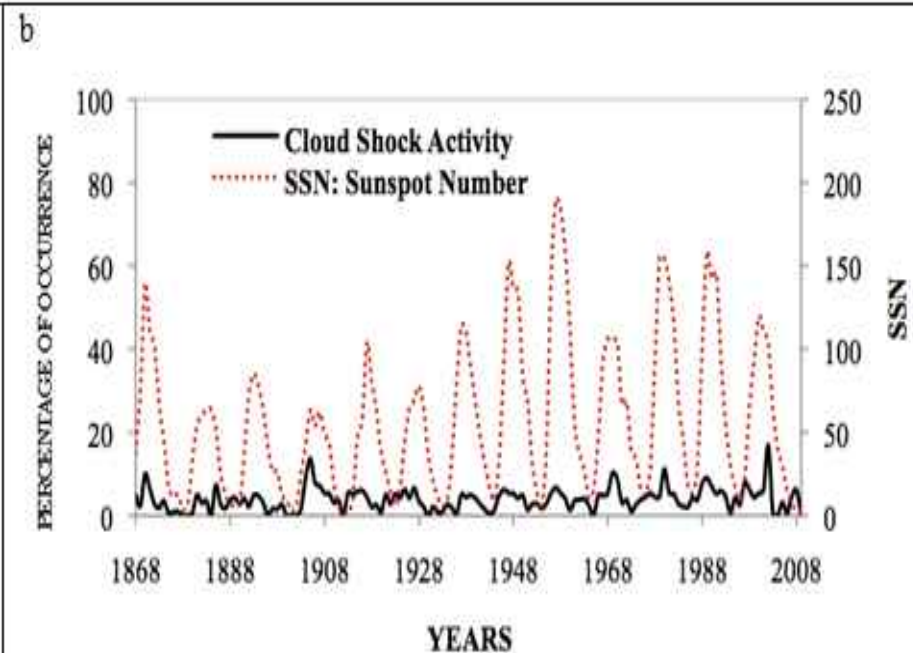 b
100
80
60
40
20
0
PERCENTAGE OF OCCURRENCE
Cloud Shock Activity
SSN: Sunspot Number
250
200
150
100
50
0
SSN
1868 1888 1908 1928 1948 1968 1988 2008
YEARS